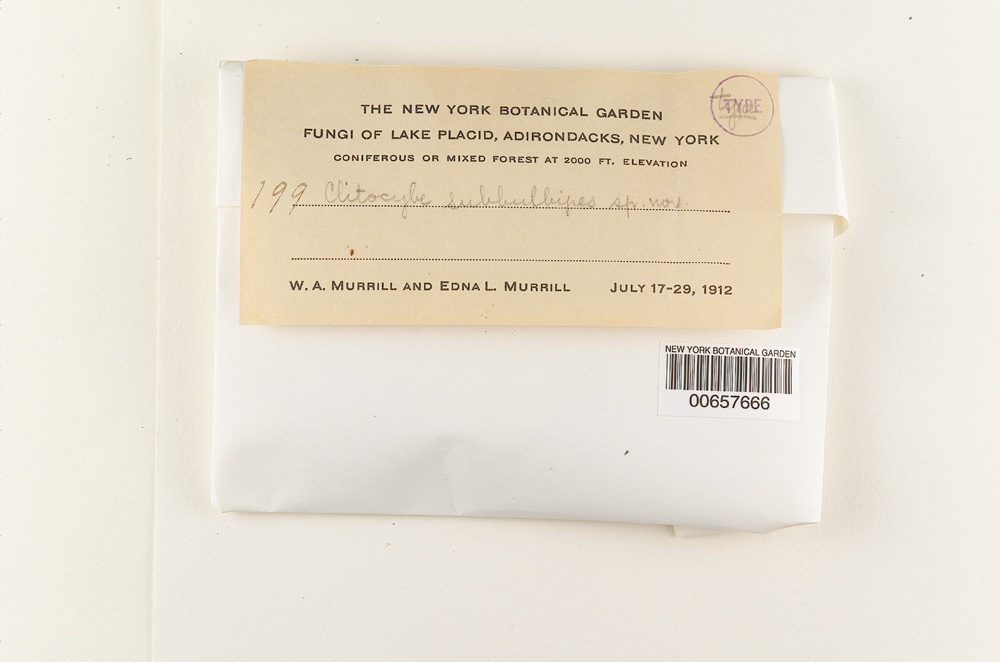 TYPE
type
THE NEW YORK BOTANICAL GARDEN
FUNGI OF LAKE PLACID, ADIRONDACKS, NEW YORK
CONIFEROUS OR MIXED FOREST AT 2000 FT. ELEVATION
199 Clitocybe subbulbipes sp. nov.
W. A. MURRILL AND EDNA L. MURRILL JULY 17-29, 1912
NEW YORK BOTANICAL GARDEN
00657666